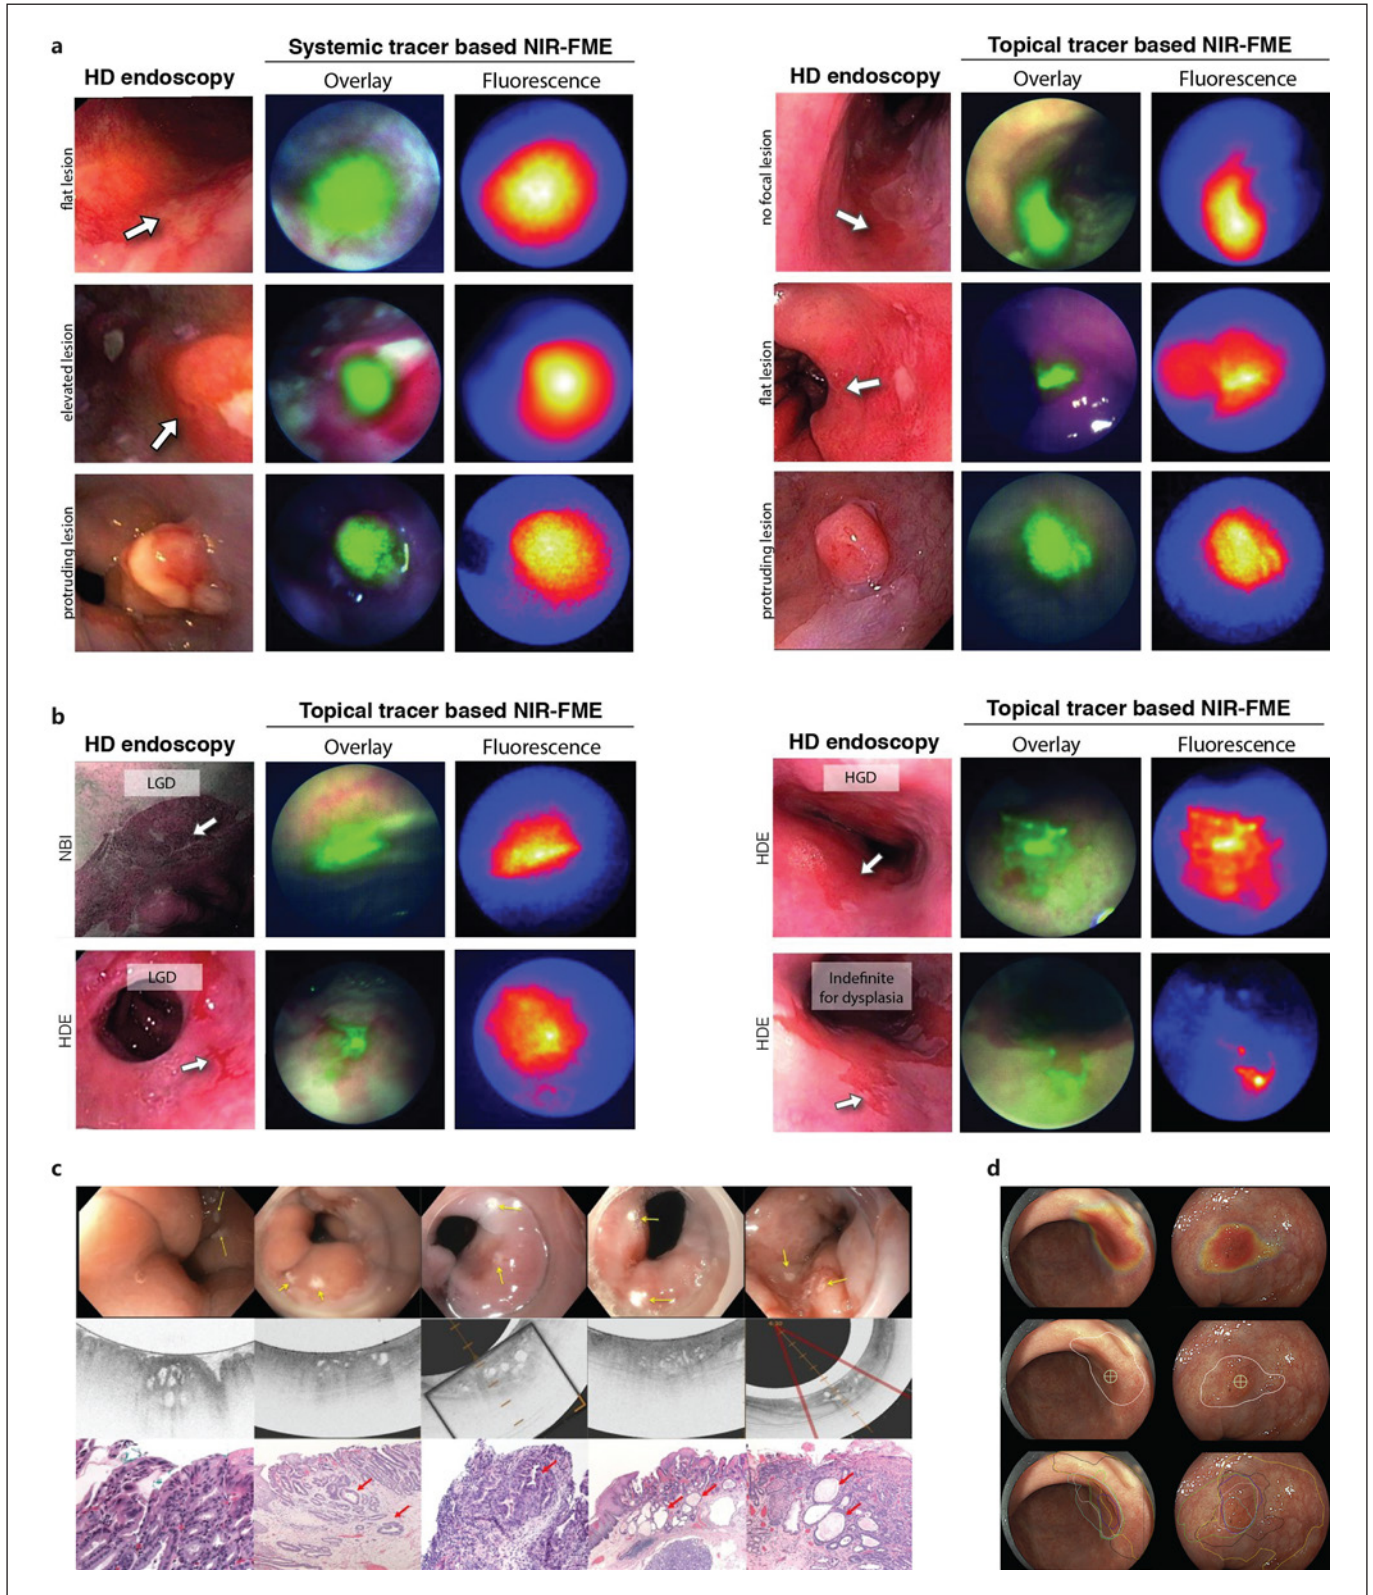 a
Systemic tracer based NIR-FME
HD endoscopy
Overlay
Fluorescence
flat lesion
elevated lesion
protruding lesion
Topical tracer based NIR-FME
HD endoscopy
Overlay
Fluorescence
no focal lesion
flat lesion
protruding lesion
b
Topical tracer based NIR-FME
HD endoscopy
Overlay
Fluorescence
NBI
LGD
HDE
LGD
Topical tracer based NIR-FME
HD endoscopy
Overlay
Fluorescence
HDE
HGD
HDE
Indefinite
for dysplasia
c
d